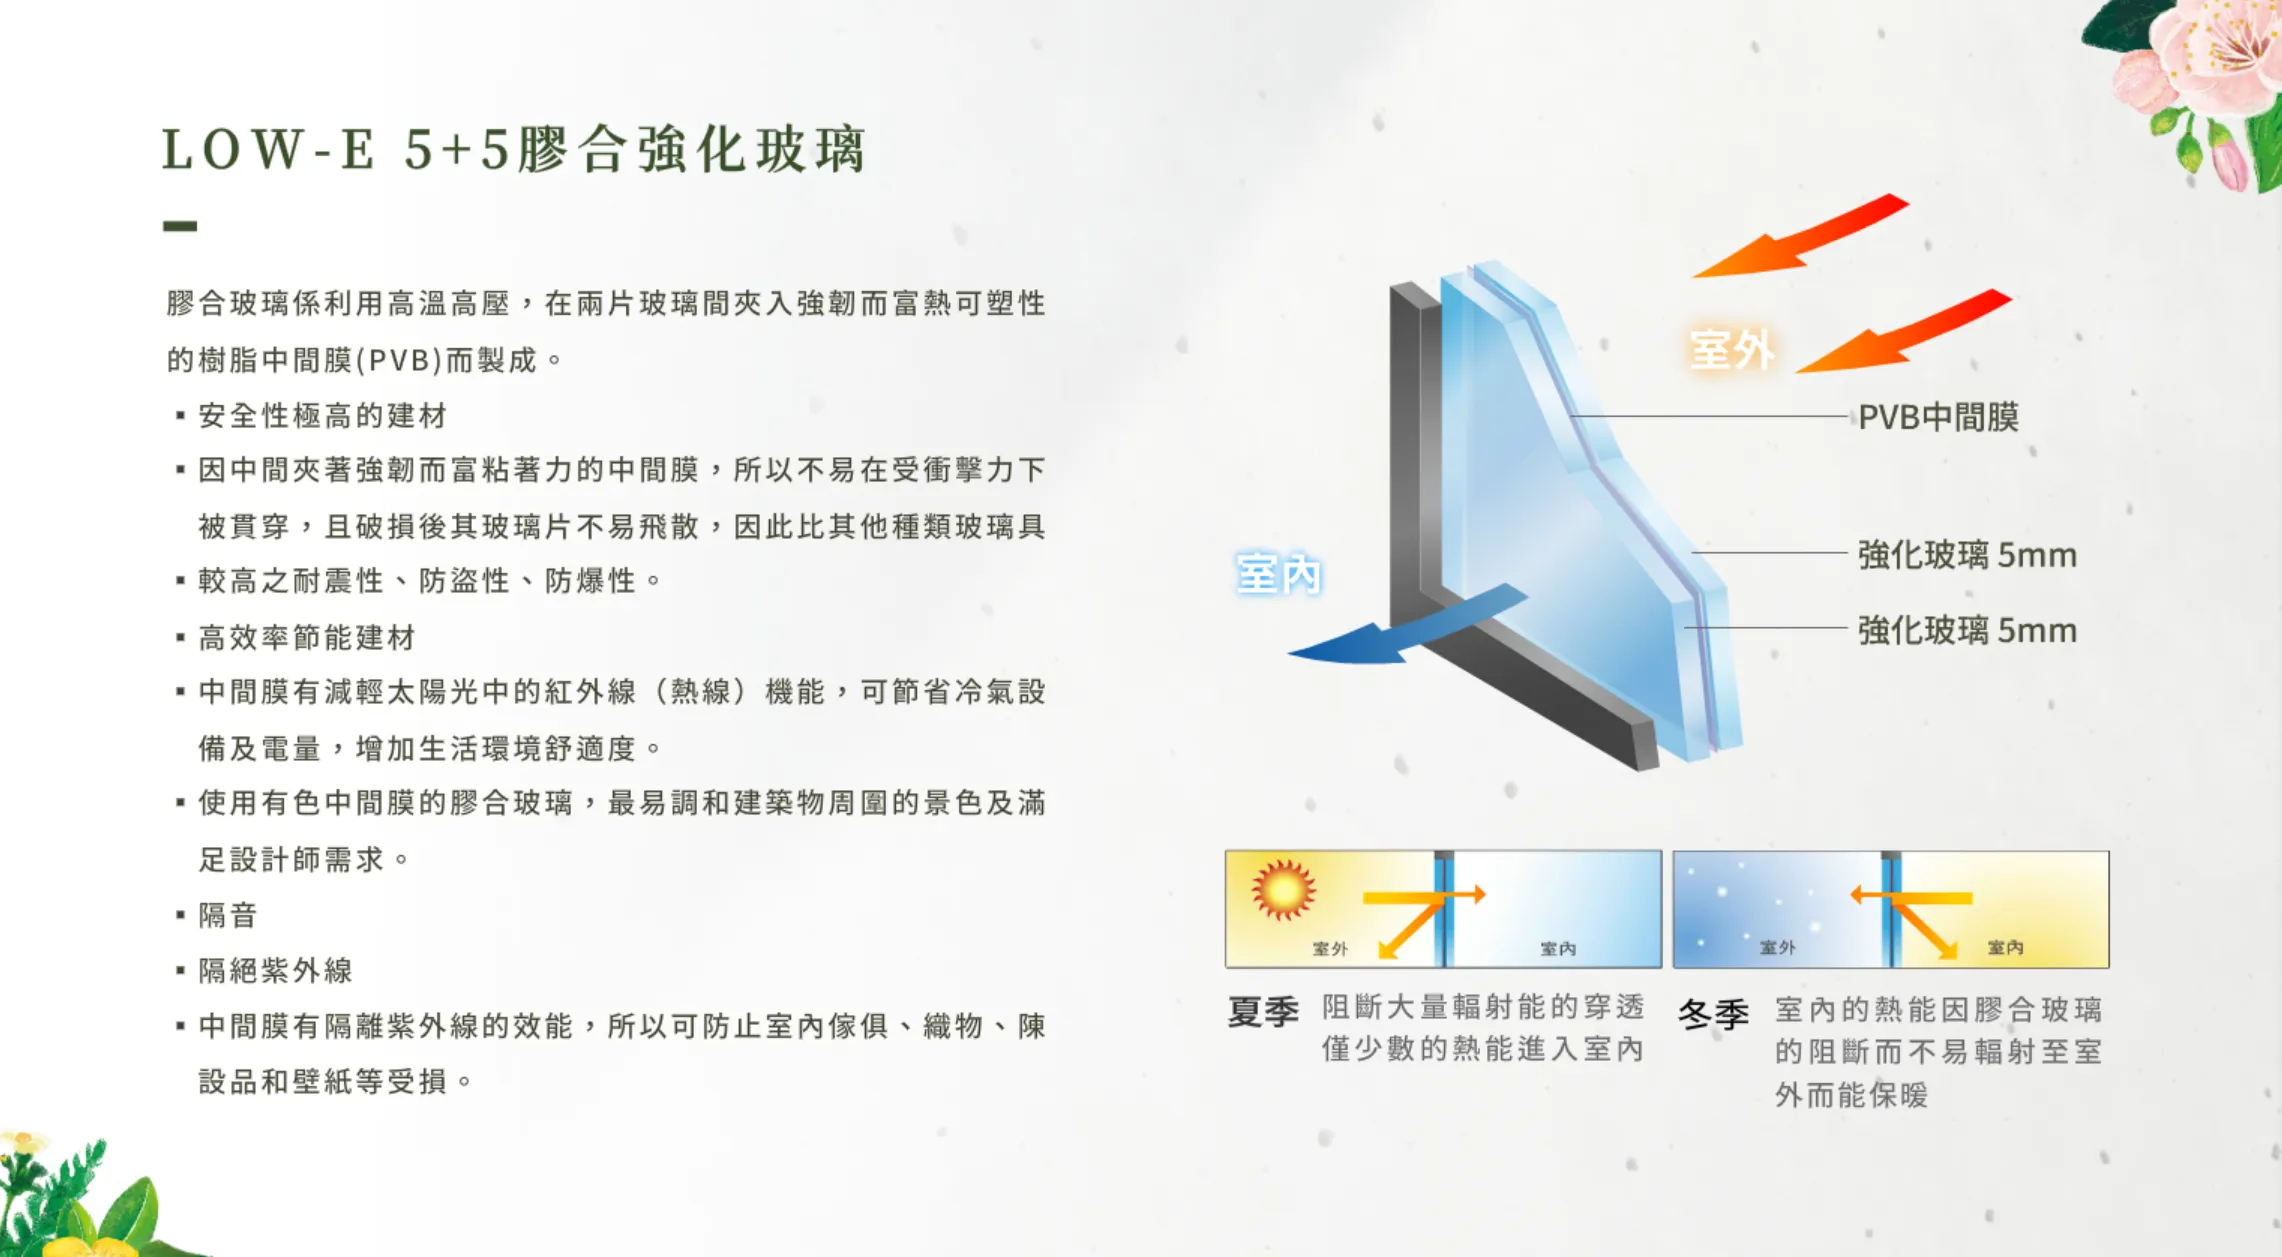 LOW-E 5+5膠合強化玻璃
膠合玻璃係利用高溫高壓，在兩片玻璃間夾入強韌而富熱可塑性
的樹脂中間膜(PVB)而製成。
▪ 安全性極高的建材
▪ 因中間夾著強韌而富粘著力的中間膜，所以不易在受衝擊力下
被貫穿，且破損後其玻璃片不易飛散，因此比其他種類玻璃具
▪ 較高之耐震性、防盜性、防爆性。
▪ 高效率節能建材
▪ 中間膜有減輕太陽光中的紅外線（熱線）機能，可節省冷氣設
備及電量，增加生活環境舒適度。
▪ 使用有色中間膜的膠合玻璃，最易調和建築物周圍的景色及滿
足設計師需求。
▪ 隔音
▪ 隔絕紫外線
▪ 中間膜有隔離紫外線的效能，所以可防止室內傢俱、織物、陳
設品和壁紙等受損。
室外
PVB中間膜
強化玻璃 5mm
室內
強化玻璃 5mm
室外
室內
室外
室內
夏季
阻斷大量輻射能的穿透
僅少數的熱能進入室內
冬季
室內的熱能因膠合玻璃
的阻斷而不易輻射至室
外而能保暖